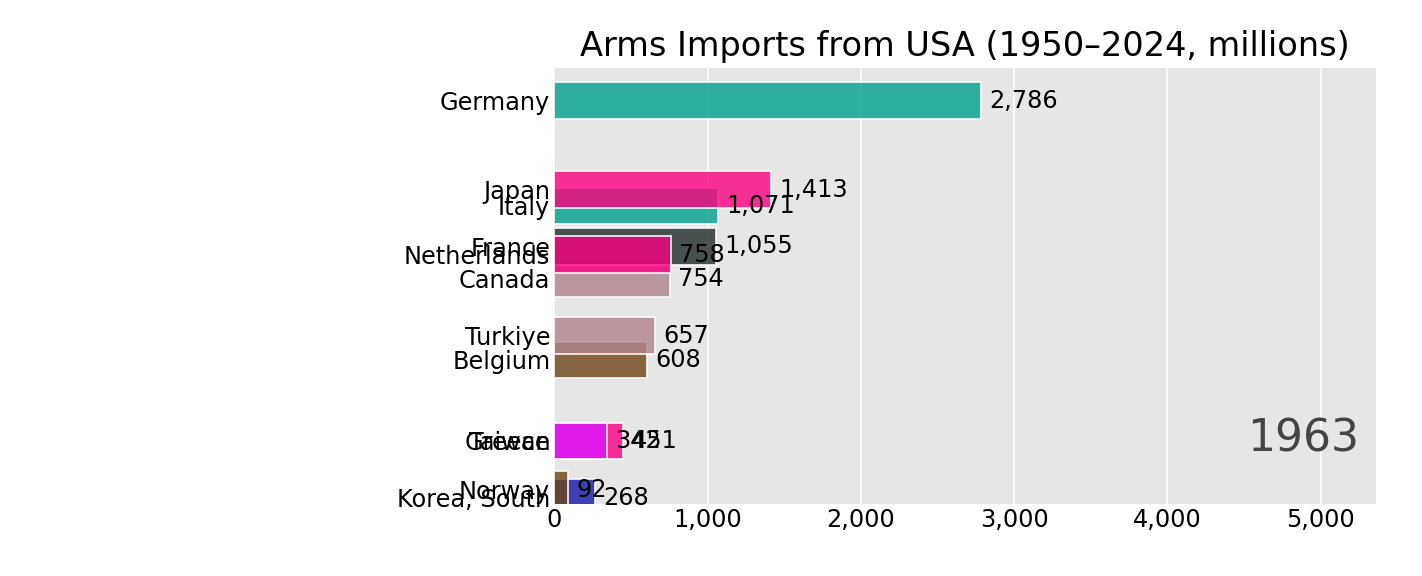 Arms Imports from USA (1950–2024, millions)
Germany 2,786
Japan 1,413
Italy 1,071
France 1,055
Netherlands 758
Canada 754
Turkiye 657
Belgium 608
Taiwan 342
Greece 451
Norway 92
Korea, South 268
1963
0 1,000 2,000 3,000 4,000 5,000